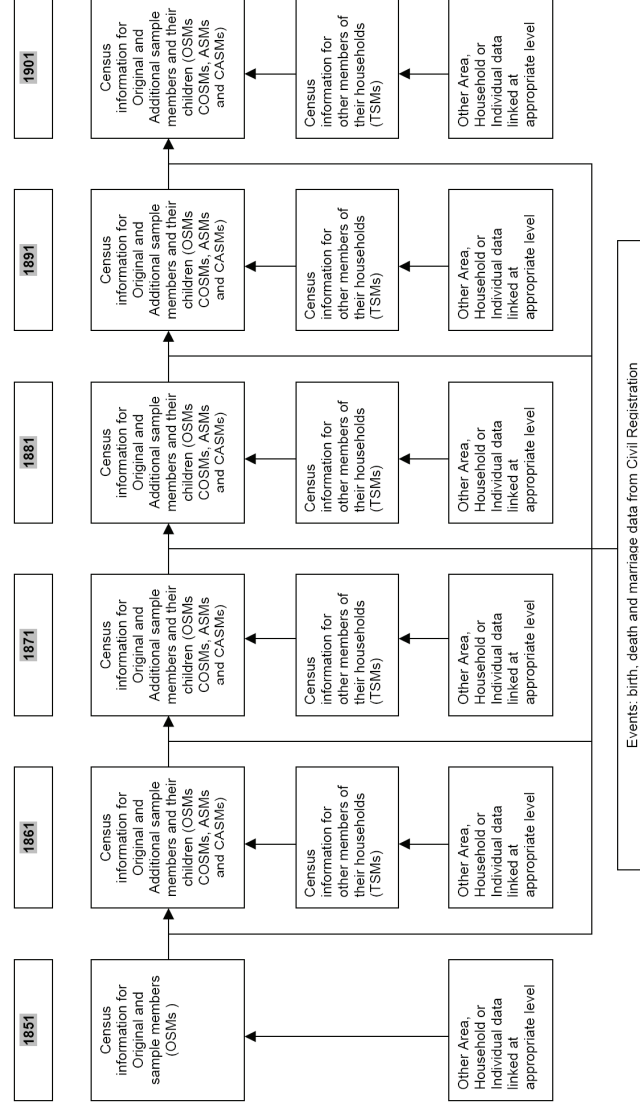 1851
Census
information for
Original and
sample members
(OSMs )
Other Area,
Household or
Individual data
linked at
appropriate level
1861
Census
information for
Original and
Additional sample
members and their
children (OSMs
COSMs, ASMs
and CASMs)
Census
information for
other members of
their households
(TSMs)
Other Area,
Household or
Individual data
linked at
appropriate level
1871
Census
information for
Original and
Additional sample
members and their
children (OSMs
COSMs, ASMs
and CASMs)
Census
information for
other members of
their households
(TSMs)
Other Area,
Household or
Individual data
linked at
appropriate level
1881
Census
information for
Original and
Additional sample
members and their
children (OSMs
COSMs, ASMs
and CASMs)
Census
information for
other members of
their households
(TSMs)
Other Area,
Household or
Individual data
linked at
appropriate level
1891
Census
information for
Original and
Additional sample
members and their
children (OSMs
COSMs, ASMs
and CASMs)
Census
information for
other members of
their households
(TSMs)
Other Area,
Household or
Individual data
linked at
appropriate level
1901
Census
information for
Original and
Additional sample
members and their
children (OSMs
COSMs, ASMs
and CASMs)
Census
information for
other members of
their households
(TSMs)
Other Area,
Household or
Individual data
linked at
appropriate level
Events: birth, death and marriage data from Civil Registration